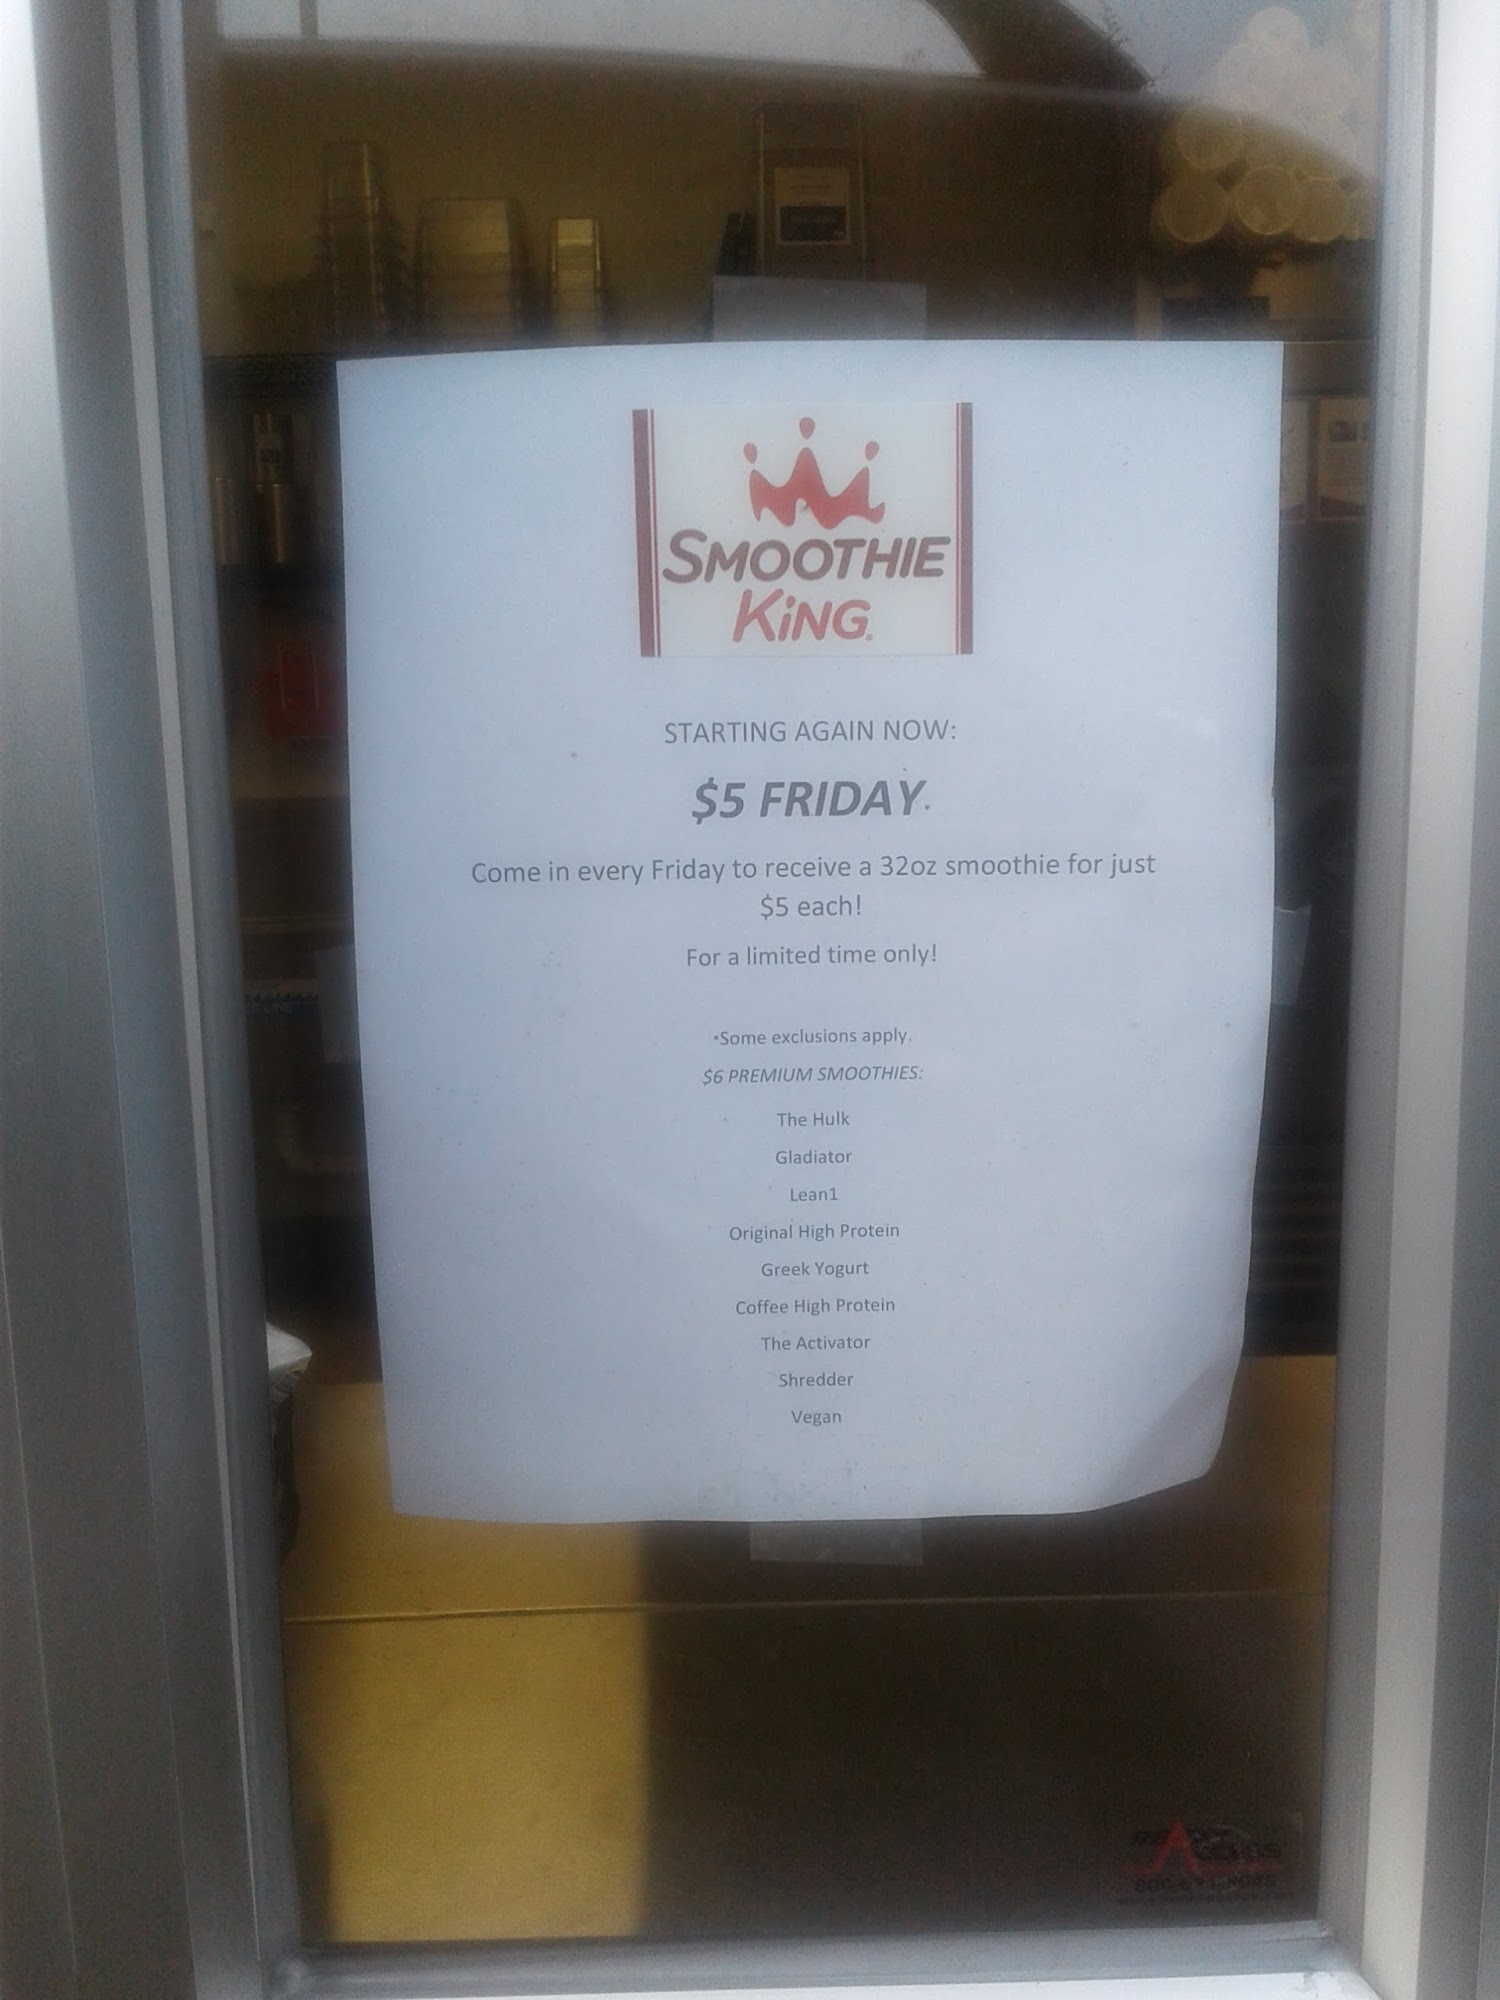 SMOOTHIE
KiNG
STARTING AGAIN NOW:
$5 FRIDAY.
Come in every Friday to receive a 32oz smoothie for just
$5 each!
For a limited time only!
*Some exclusions apply.
$6 PREMIUM SMOOTHIES:
The Hulk
Gladiator
Lean1
Original High Protein
Greek Yogurt
Coffee High Protein
The Activator
Shredder
Vegan